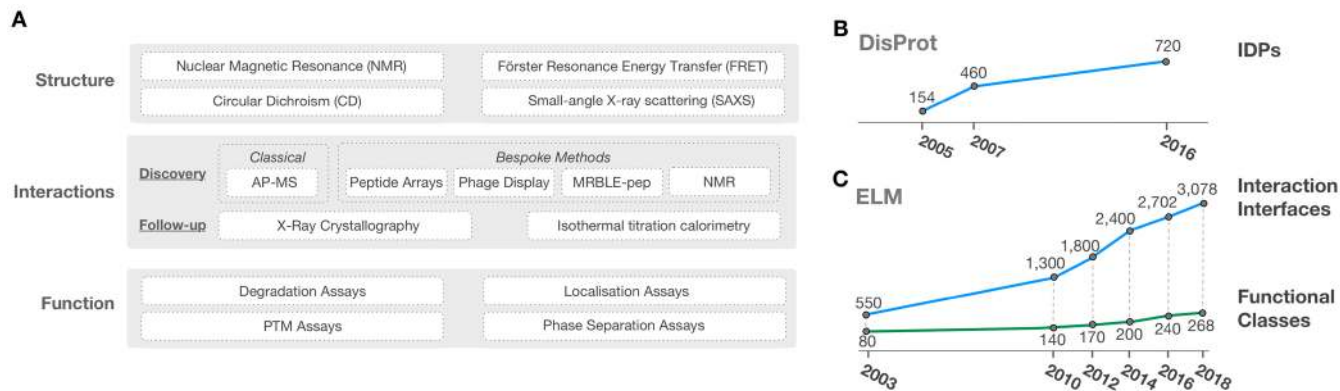 A
Structure
Nuclear Magnetic Resonance (NMR)
Förster Resonance Energy Transfer (FRET)
Circular Dichroism (CD)
Small-angle X-ray scattering (SAXS)
Interactions
Discovery
Classical
AP-MS
Bespoke Methods
Peptide Arrays
Phage Display
MRBLE-pep
NMR
Follow-up
X-Ray Crystallography
Isothermal titration calorimetry
Function
Degradation Assays
Localisation Assays
PTM Assays
Phase Separation Assays
B
DisProt
IDPs
154
460
720
2005
2007
2016
C
ELM
Interaction
Interfaces
550
1,300
1,800
2,400
2,702
3,078
Functional
Classes
80
140
170
200
240
268
2003
2010
2012
2014
2016
2018